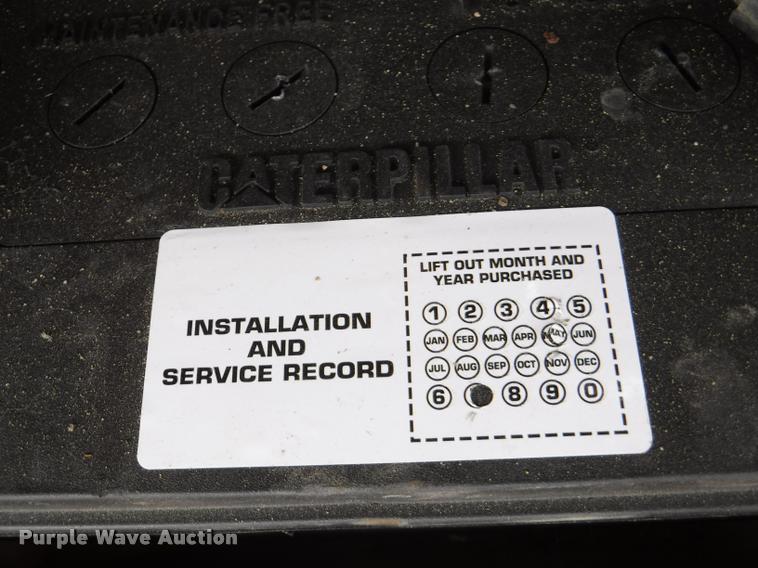 MAINTENANCE FREE
CATERPILLAR
INSTALLATION
AND
SERVICE RECORD
LIFT OUT MONTH AND
YEAR PURCHASED
1 2 3 4 5
JAN FEB MAR APR MAY JUN
JUL AUG SEP OCT NOV DEC
6 8 9 0
Purple Wave Auction